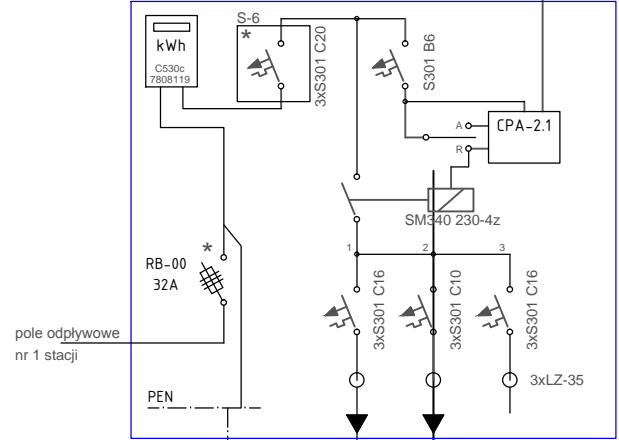 S-6
*
kWh
C530c
7808119
3xS301 C20
S301 B6
A
CPA-2.1
R
SM340 230-4z
1
2
3
*
RB-00
32A
3xS301 C16
3xS301 C10
3xS301 C16
pole odpływowe
nr 1 stacji
3xLZ-35
PEN